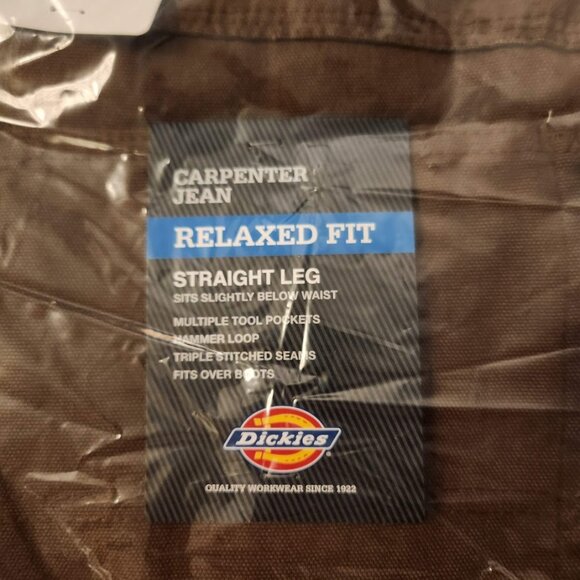 CARPENTER
JEAN
RELAXED FIT
STRAIGHT LEG
SITS SLIGHTLY BELOW WAIST
MULTIPLE TOOL POCKETS
HAMMER LOOP
TRIPLE STITCHED SEAMS
FITS OVER BOOTS
Dickies®
QUALITY WORKWEAR SINCE 1922